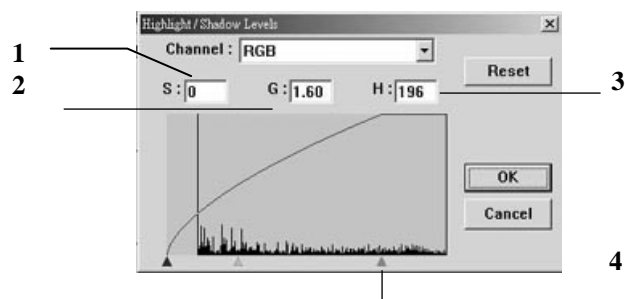 Highlight / Shadow Levels
1
Channel : RGB
Reset
2
S : 0 G : 1.60 H : 196
3
OK
Cancel
4